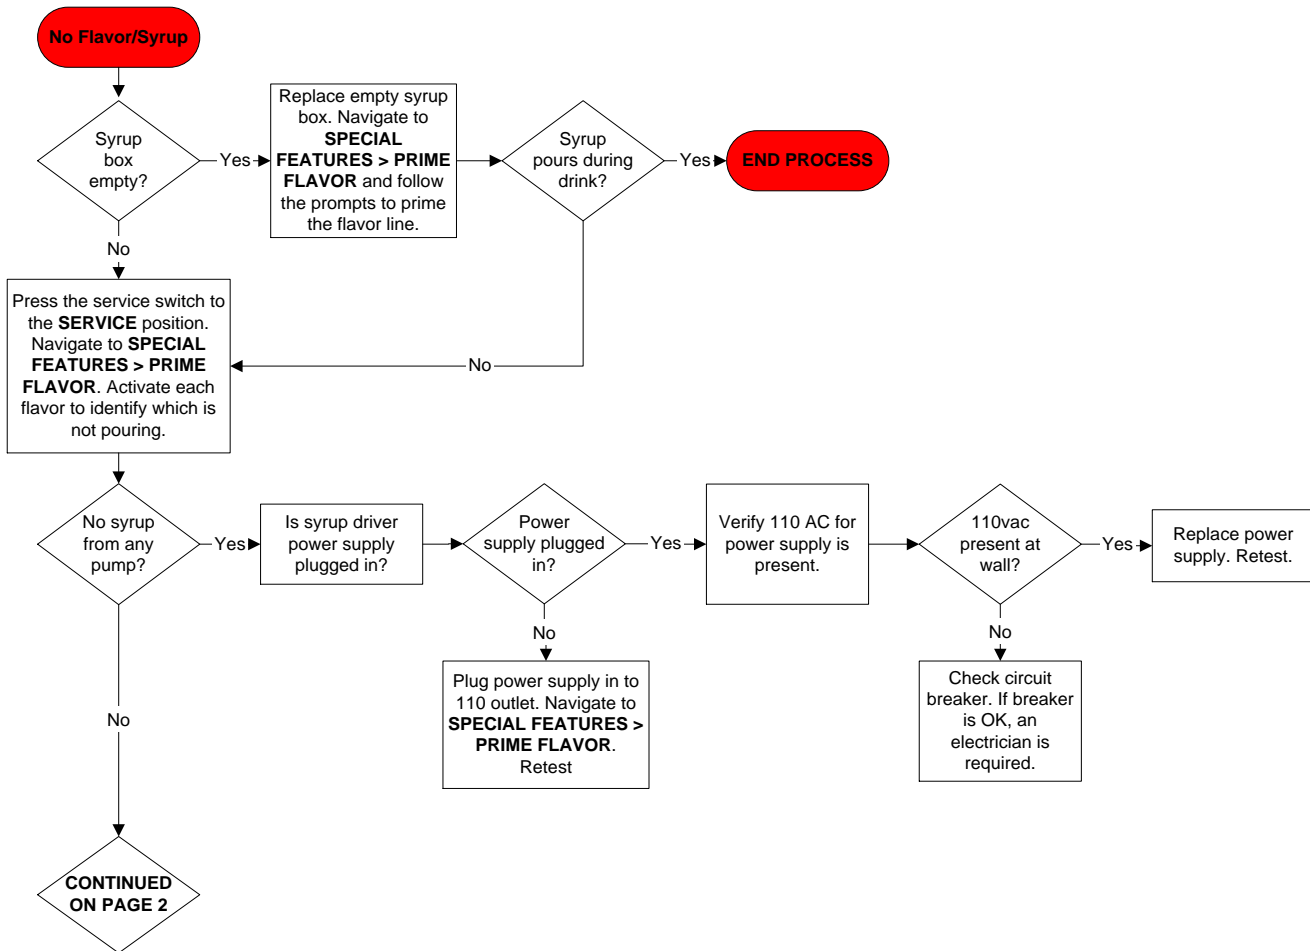 No Flavor/Syrup
Syrup
box
empty?
Yes
Replace empty syrup
box. Navigate to
SPECIAL
FEATURES > PRIME
FLAVOR and follow
the prompts to prime
the flavor line.
Syrup
pours during
drink?
Yes
END PROCESS
No
No
Press the service switch to
the SERVICE position.
Navigate to SPECIAL
FEATURES > PRIME
FLAVOR. Activate each
flavor to identify which is
not pouring.
No syrup
from any
pump?
Yes
Is syrup driver
power supply
plugged in?
Power
supply plugged
in?
Yes
Verify 110 AC for
power supply is
present.
110vac
present at
wall?
Yes
Replace power
supply. Retest.
No
Plug power supply in to
110 outlet. Navigate to
SPECIAL FEATURES >
PRIME FLAVOR.
Retest
No
Check circuit
breaker. If breaker
is OK, an
electrician is
required.
No
CONTINUED
ON PAGE 2